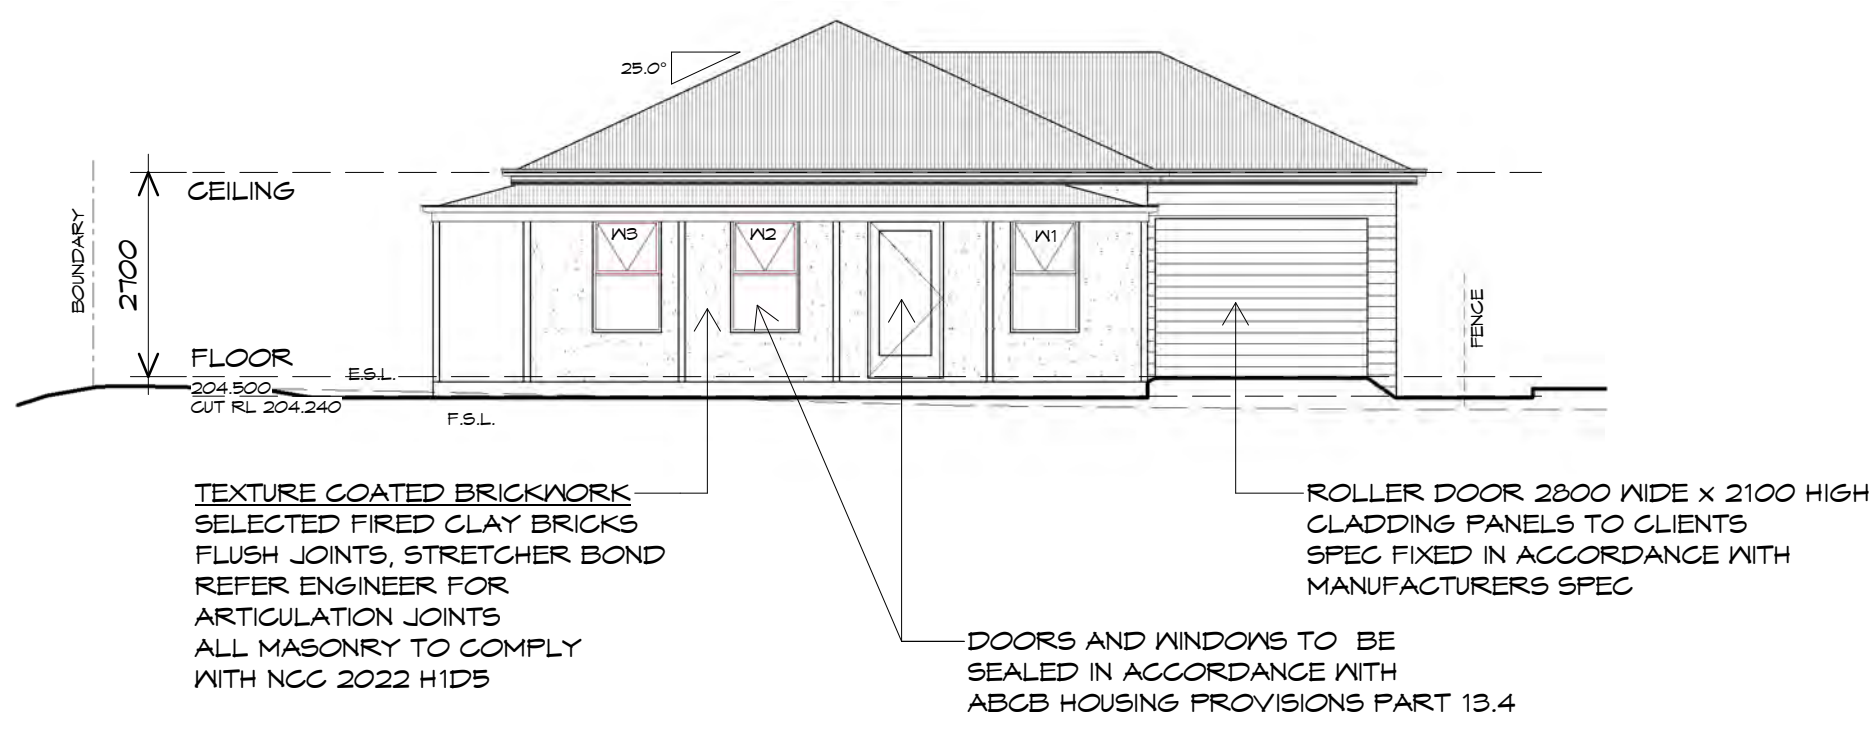 25.0°
CEILING
BOUNDARY
2700
W3
W2
W1
FENCE
FLOOR
204.500
CUT RL 204.240
E.S.L.
F.S.L.
TEXTURE COATED BRICKWORK
SELECTED FIRED CLAY BRICKS
FLUSH JOINTS, STRETCHER BOND
REFER ENGINEER FOR
ARTICULATION JOINTS
ALL MASONRY TO COMPLY
WITH NCC 2022 H1D5
DOORS AND WINDOWS TO BE
SEALED IN ACCORDANCE WITH
ABCB HOUSING PROVISIONS PART 13.4
ROLLER DOOR 2800 WIDE x 2100 HIGH
CLADDING PANELS TO CLIENTS
SPEC FIXED IN ACCORDANCE WITH
MANUFACTURERS SPEC